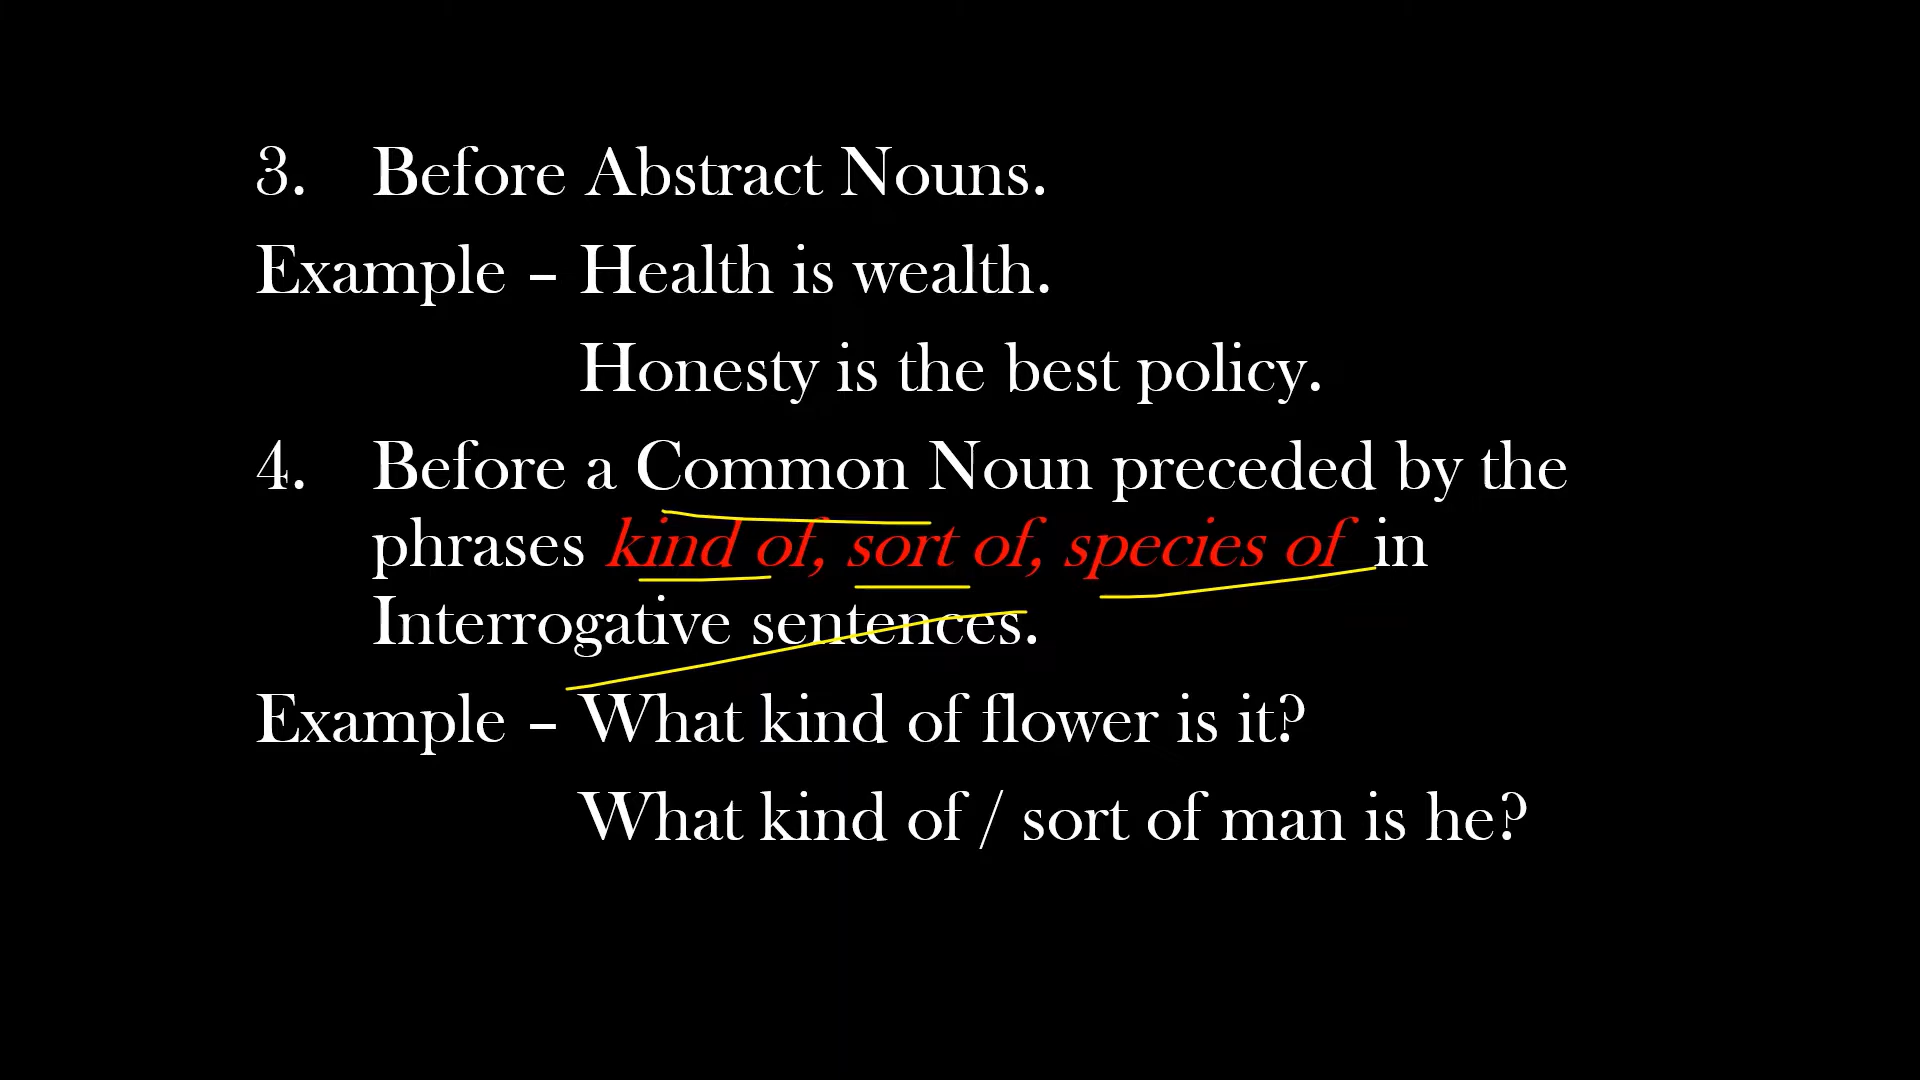 3. Before Abstract Nouns.
Example – Health is wealth.
Honesty is the best policy.
4. Before a Common Noun preceded by the
phrases kind of, sort of, species of in
Interrogative sentences.
Example – What kind of flower is it?
What kind of / sort of man is he?